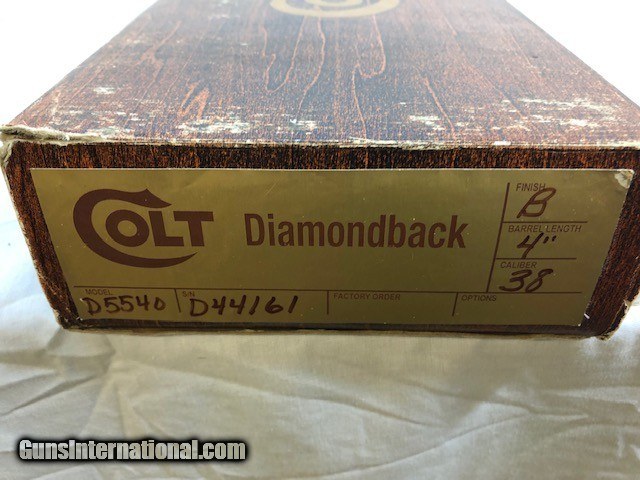 COLT
Diamondback
FINISH
B
BARREL LENGTH
4"
CALIBER
38
MODEL
D5540
S/N
D44161
FACTORY ORDER
OPTIONS
GunsInternational.com